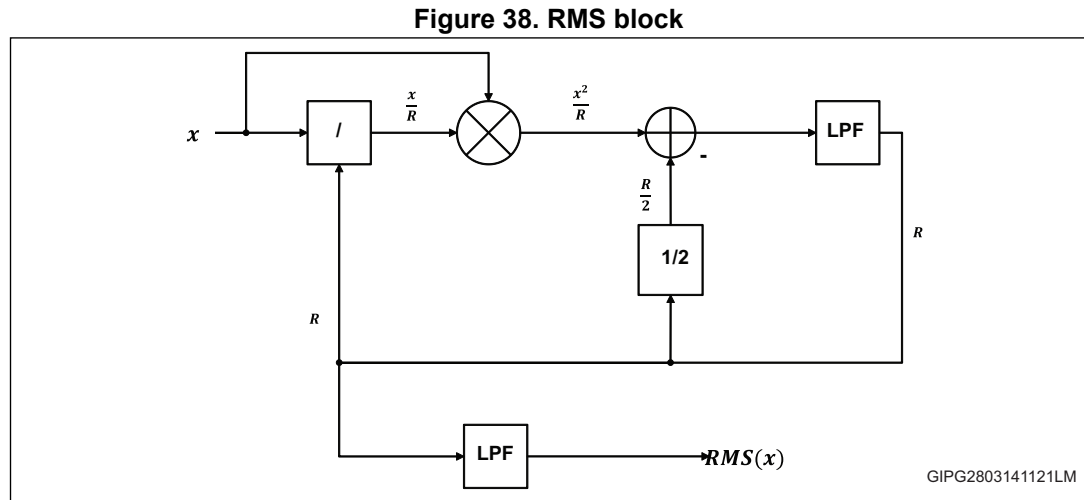 Figure 38. RMS block
x
/
x/R
x²/R
-
LPF
R/2
1/2
R
R
LPF
RMS(x)
GIPG2803141121LM